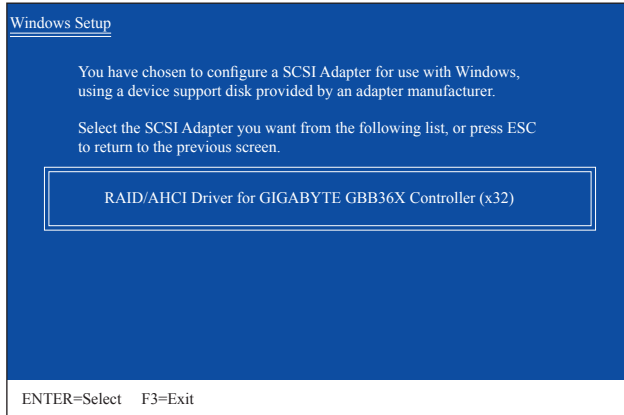 Windows Setup
You have chosen to configure a SCSI Adapter for use with Windows,
using a device support disk provided by an adapter manufacturer.
Select the SCSI Adapter you want from the following list, or press ESC
to return to the previous screen.
RAID/AHCI Driver for GIGABYTE GBB36X Controller (x32)
ENTER=Select F3=Exit